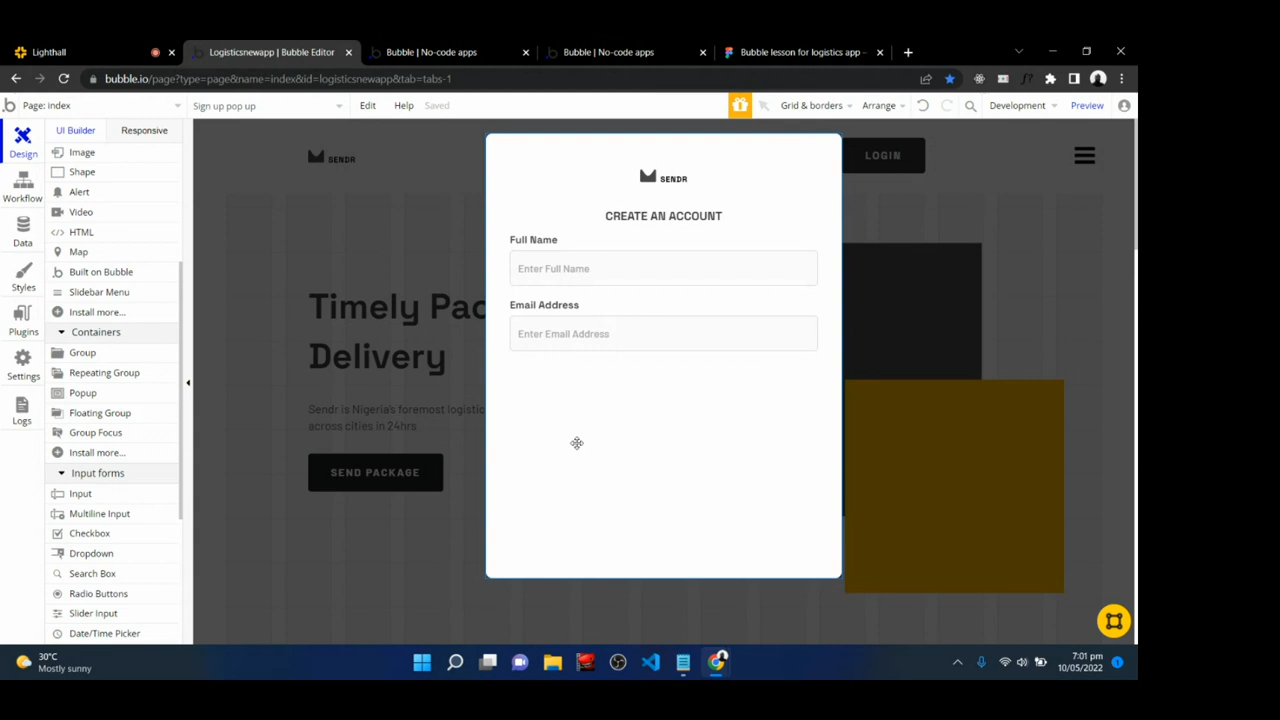 Lighthall
Logisticsnewapp | Bubble Editor
Bubble | No-code apps
Bubble | No-code apps
Bubble lesson for logistics app –
bubble.io/page?type=page&name=index&id=logisticsnewapp&tab=tabs-1
Page: index
Sign up pop up
Edit
Help
Saved
Grid & borders
Arrange
Development
Preview
Design
Workflow
Data
Styles
Plugins
Settings
Logs
UI Builder
Responsive
Image
Shape
Alert
Video
HTML
Map
Built on Bubble
Slidebar Menu
Install more...
Containers
Group
Repeating Group
Popup
Floating Group
Group Focus
Install more...
Input forms
Input
Multiline Input
Checkbox
Dropdown
Search Box
Radio Buttons
Slider Input
Date/Time Picker
SENDR
LOGIN
Timely Pac
Delivery
Sendr is Nigeria's foremost logistic
across cities in 24hrs
SEND PACKAGE
SENDR
CREATE AN ACCOUNT
Full Name
Enter Full Name
Email Address
Enter Email Address
30°C
Mostly sunny
7:01 pm
10/05/2022
1